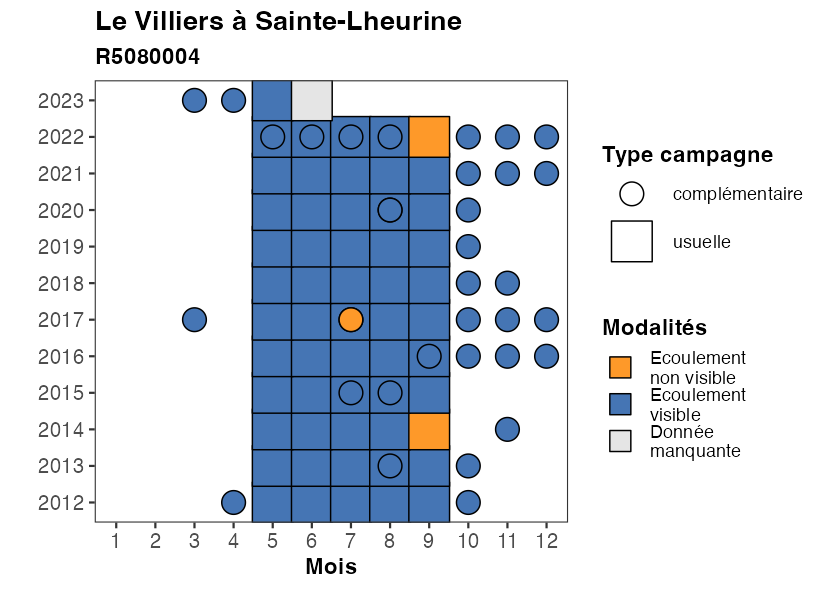 Le Villiers à Sainte-Lheurine
R5080004
2023
2022
2021
2020
2019
2018
2017
2016
2015
2014
2013
2012
1 2 3 4 5 6 7 8 9 10 11 12
Mois
Type campagne
complémentaire
usuelle
Modalités
Ecoulement
non visible
Ecoulement
visible
Donnée
manquante